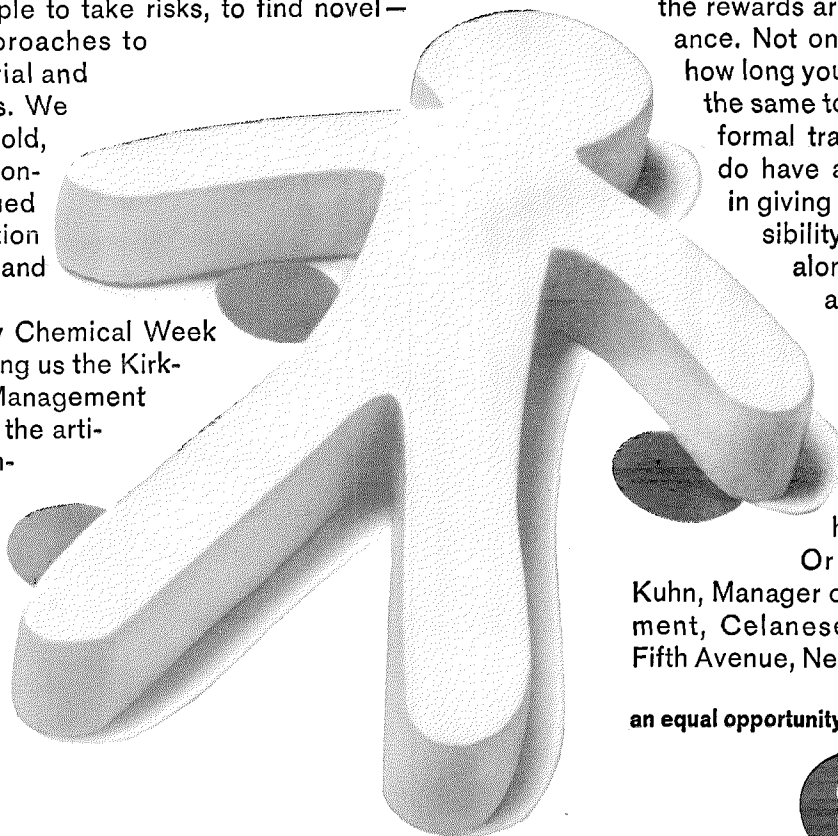 ple to take risks, to find novel—
proaches to
rial and
s. We
old,
on-
ned
tion
and
Chemical Week
ng us the Kirk-
Management
the arti-
n-
the rewards ar
ance. Not on
how long you
the same to
formal tra
do have a
in giving
sibility
alon
a
h
Or
Kuhn, Manager o
ment, Celanese
Fifth Avenue, Ne
an equal opportunity